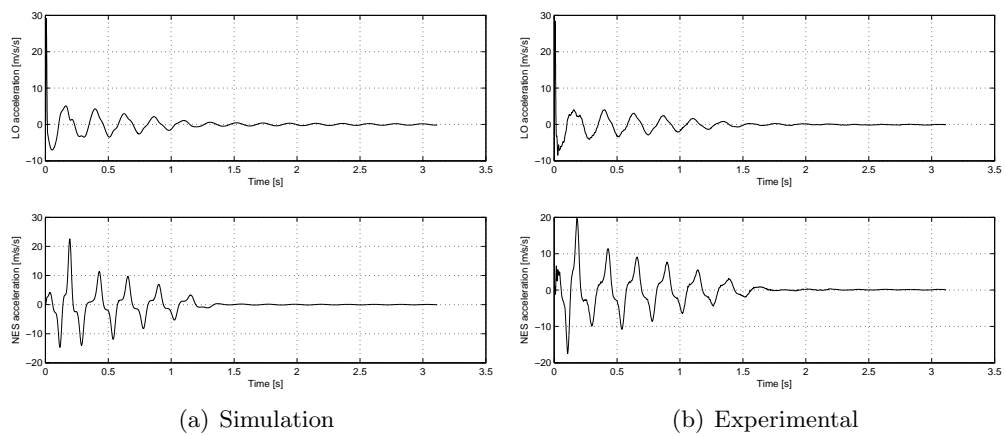 30
20
10
0
−10
LO acceleration [m/s/s]
0 0.5 1 1.5 2 2.5 3 3.5
Time [s]
30
20
10
0
−10
−20
NES acceleration [m/s/s]
0 0.5 1 1.5 2 2.5 3 3.5
Time [s]
(a) Simulation
30
20
10
0
−10
LO acceleration [m/s/s]
0 0.5 1 1.5 2 2.5 3 3.5
Time [s]
20
10
0
−10
−20
NES acceleration [m/s/s]
0 0.5 1 1.5 2 2.5 3 3.5
Time [s]
(b) Experimental